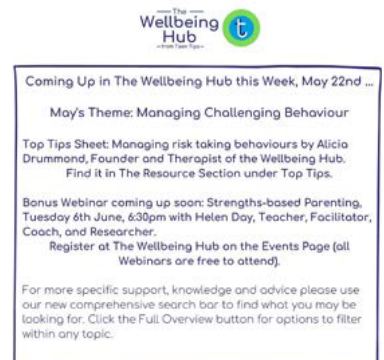 The
Wellbeing
Hub
from Teen Tips
t
Coming Up in The Wellbeing Hub this Week, May 22nd ...
May's Theme: Managing Challenging Behaviour
Top Tips Sheet: Managing risk taking behaviours by Alicia
Drummond, Founder and Therapist of the Wellbeing Hub.
Find it in The Resource Section under Top Tips.
Bonus Webinar coming up soon: Strengths-based Parenting,
Tuesday 6th June, 6:30pm with Helen Day, Teacher, Facilitator,
Coach, and Researcher.
Register at The Wellbeing Hub on the Events Page (all
Webinars are free to attend).
For more specific support, knowledge and advice please use
our new comprehensive search bar to find what you may be
looking for. Click the Full Overview button for options to filter
within any topic.